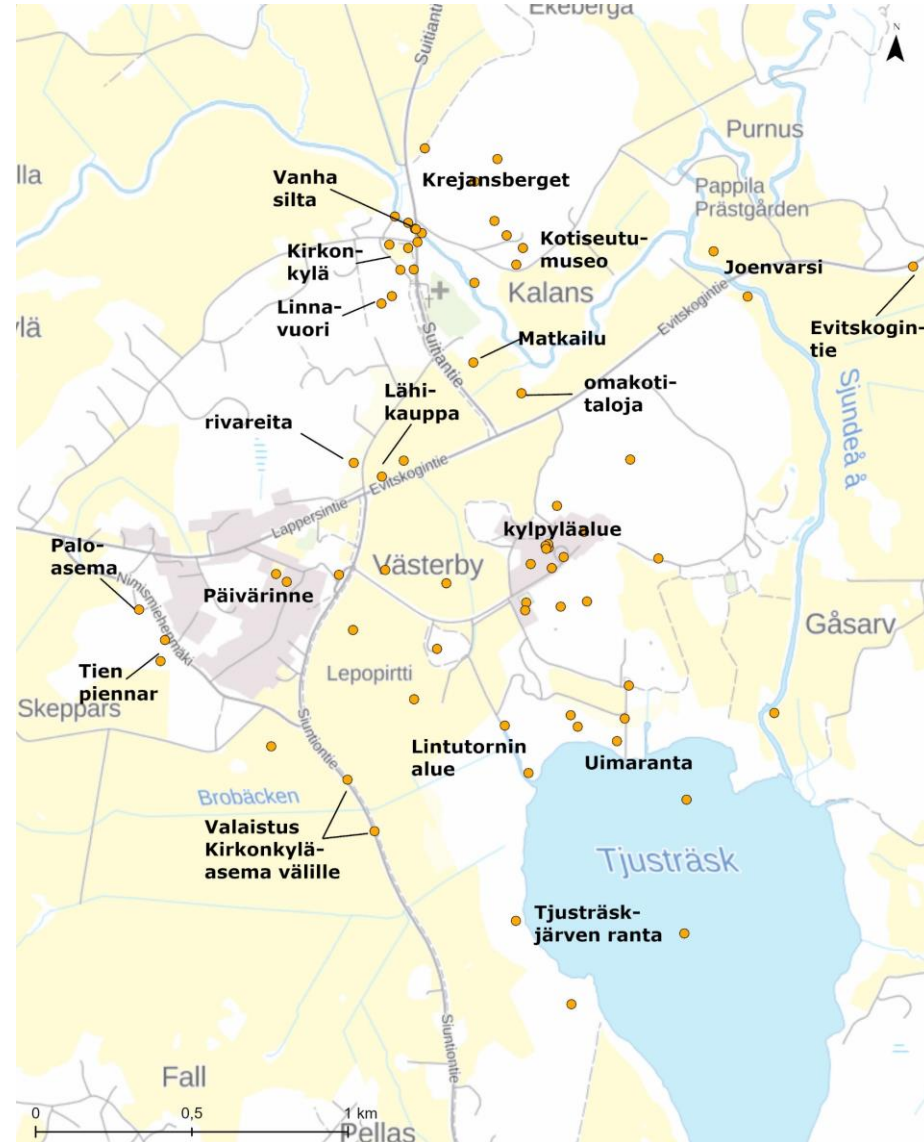 Ekeberga
N
Suitiantie
Purnus
lla
Vanha
silta
Krejansberget
Pappila
Prästgården
Kirkon-
kylä
Kotiseutu-
museo
Joenvarsi
Linna-
vuori
Kalans
Evitskogintie
Evitskogin-
tie
ylä
Suitiantie
Matkailu
Lähi-
kauppa
omakoti-
taloja
Sjundeå å
rivareita
Evitskogintie
Lappersintie
kylpyläalue
Palo-
asema
Nimismiehenmäki
Västerby
Päivärinne
Gåsarv
Tien
piennar
Lepopirtti
Skeppars
Siuntiontie
Lintutornin
alue
Uimaranta
Brobäcken
Valaistus
Kirkonkylä-
asema välille
Tjusträsk
Tjusträsk-
järven ranta
Siuntiontie
Fall
0 0,5 1 km
Pellas